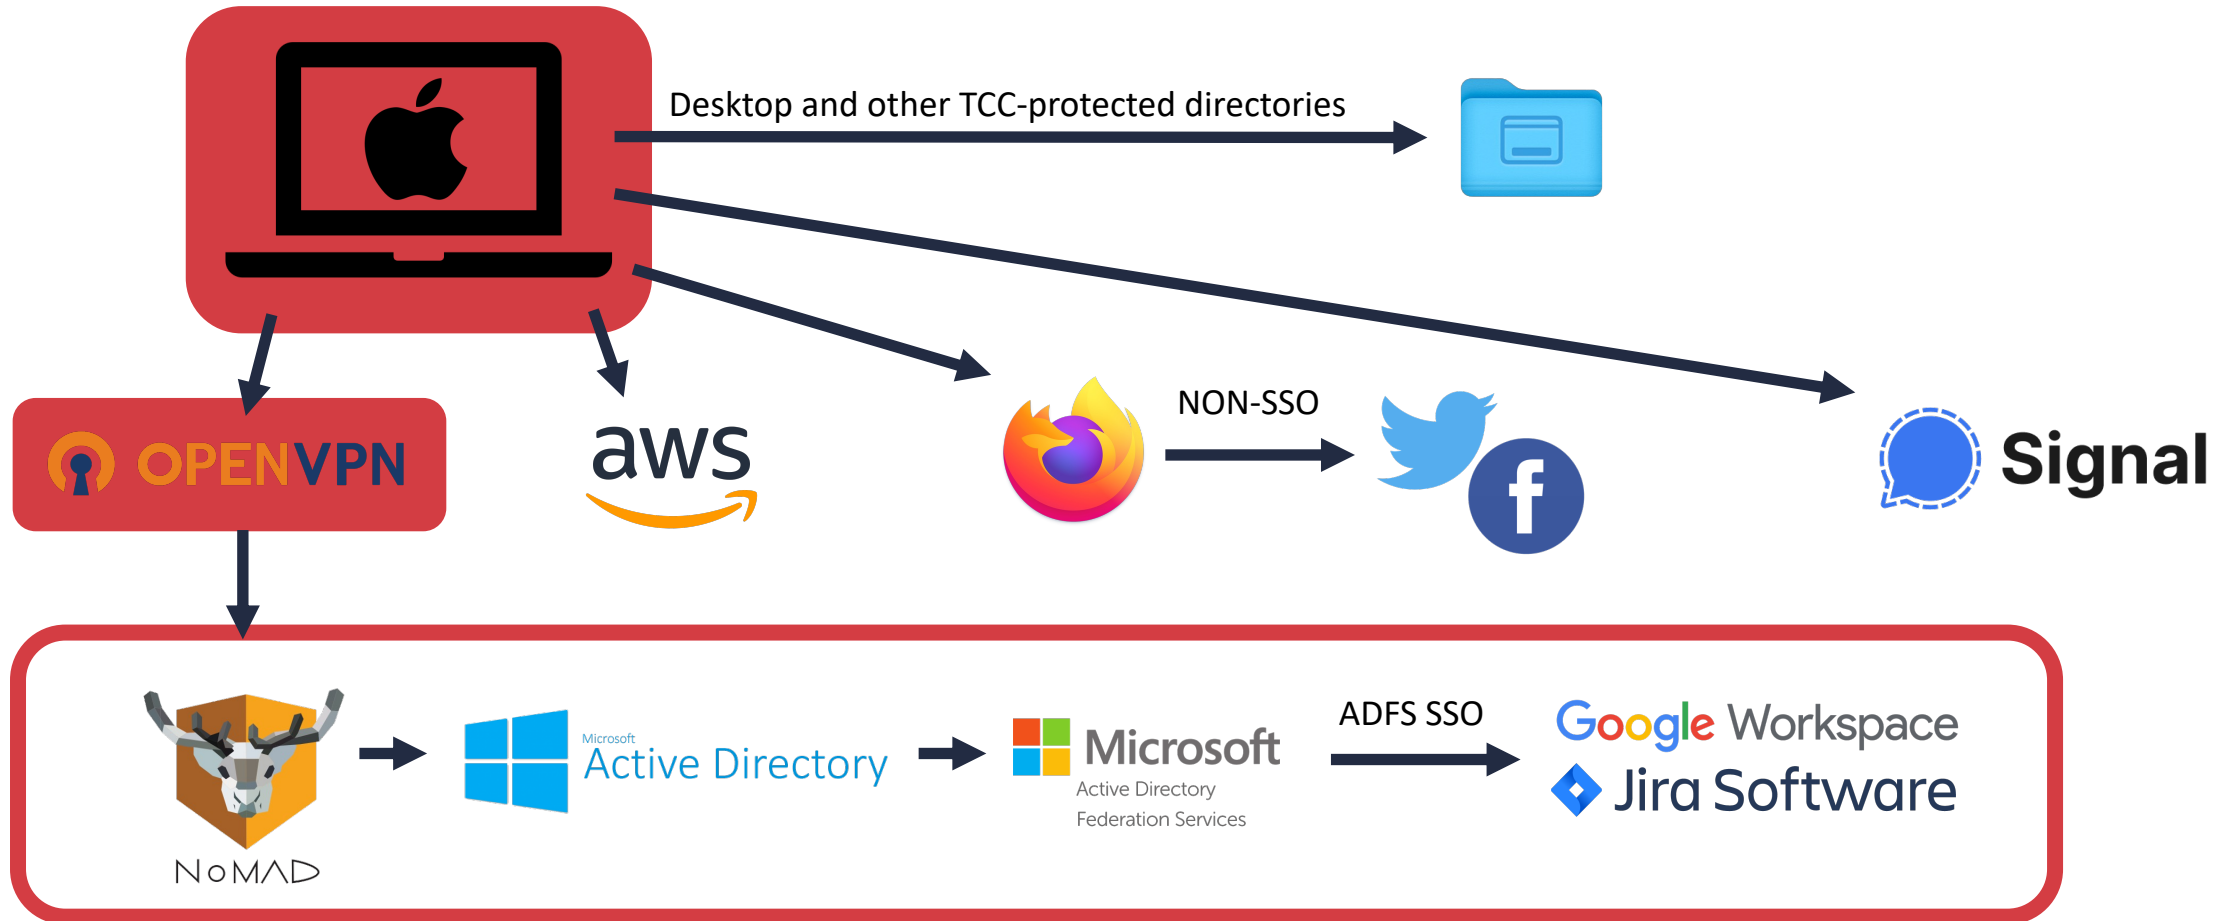 Desktop and other TCC-protected directories
NON-SSO
OPENVPN
aws
f
Signal
ADFS SSO
Microsoft
Active Directory
Microsoft
Active Directory
Federation Services
Google Workspace
Jira Software
NoMAD